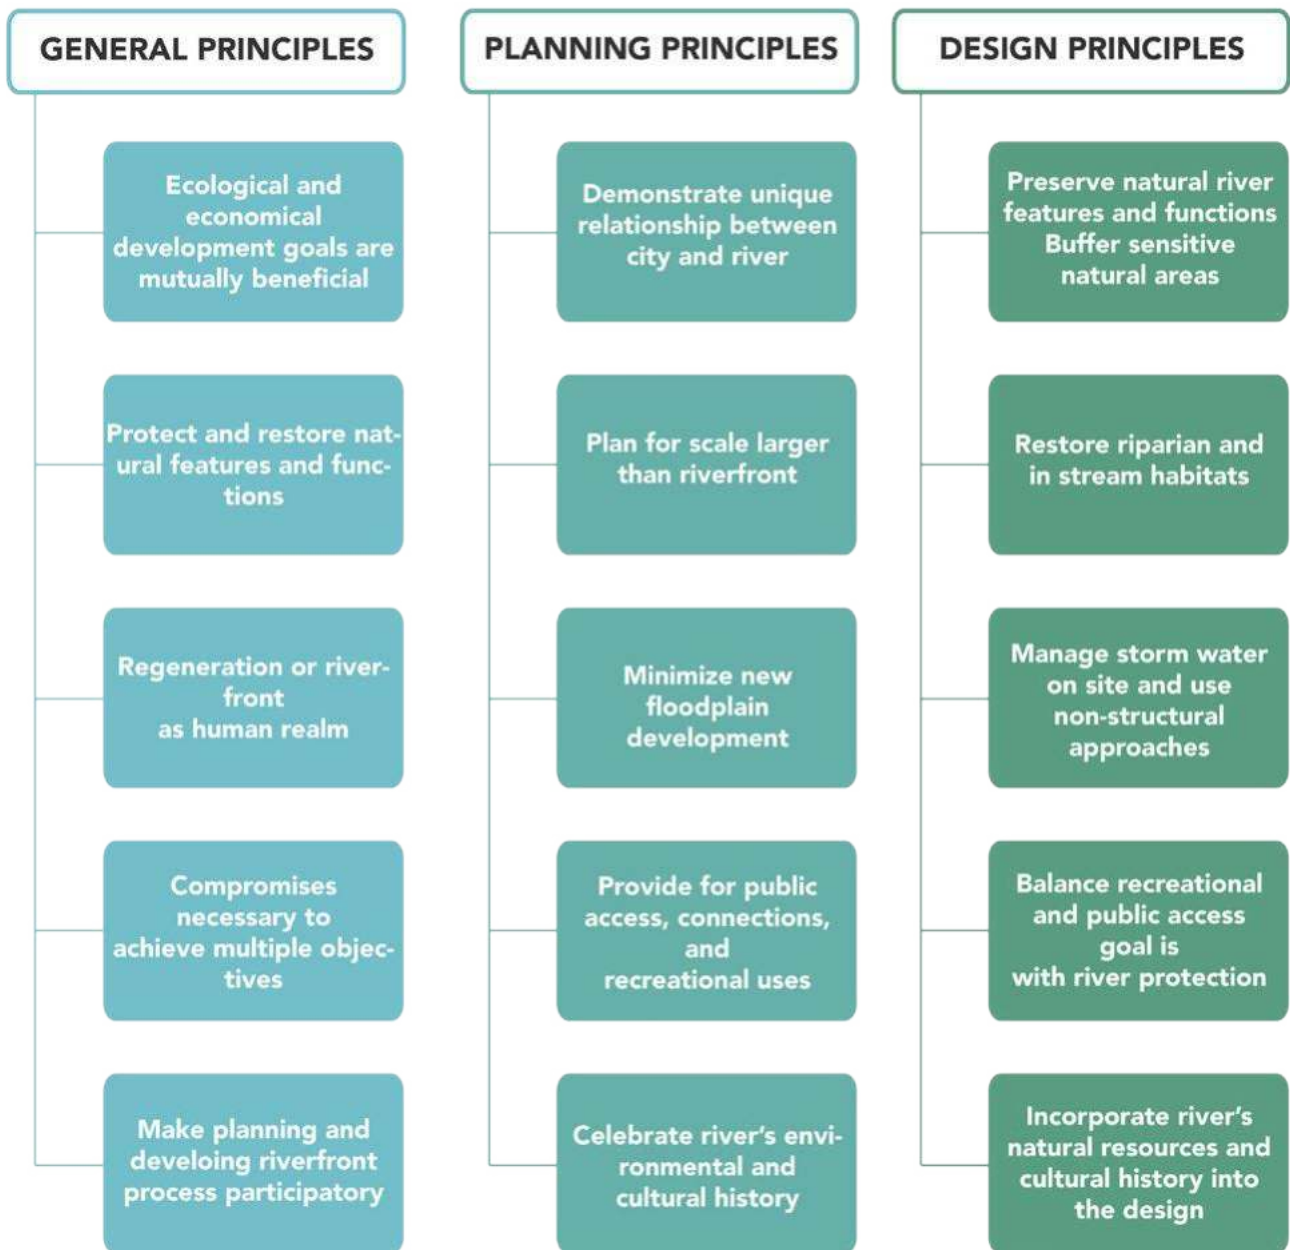 GENERAL PRINCIPLES
Ecological and
economical
development goals are
mutually beneficial
Protect and restore nat-
ural features and func-
tions
Regeneration or river-
front
as human realm
Compromises
necessary to
achieve multiple objec-
tives
Make planning and
develoing riverfront
process participatory
PLANNING PRINCIPLES
Demonstrate unique
relationship between
city and river
Plan for scale larger
than riverfront
Minimize new
floodplain
development
Provide for public
access, connections,
and
recreational uses
Celebrate river's envi-
ronmental and
cultural history
DESIGN PRINCIPLES
Preserve natural river
features and functions
Buffer sensitive
natural areas
Restore riparian and
in stream habitats
Manage storm water
on site and use
non-structural
approaches
Balance recreational
and public access
goal is
with river protection
Incorporate river's
natural resources and
cultural history into
the design